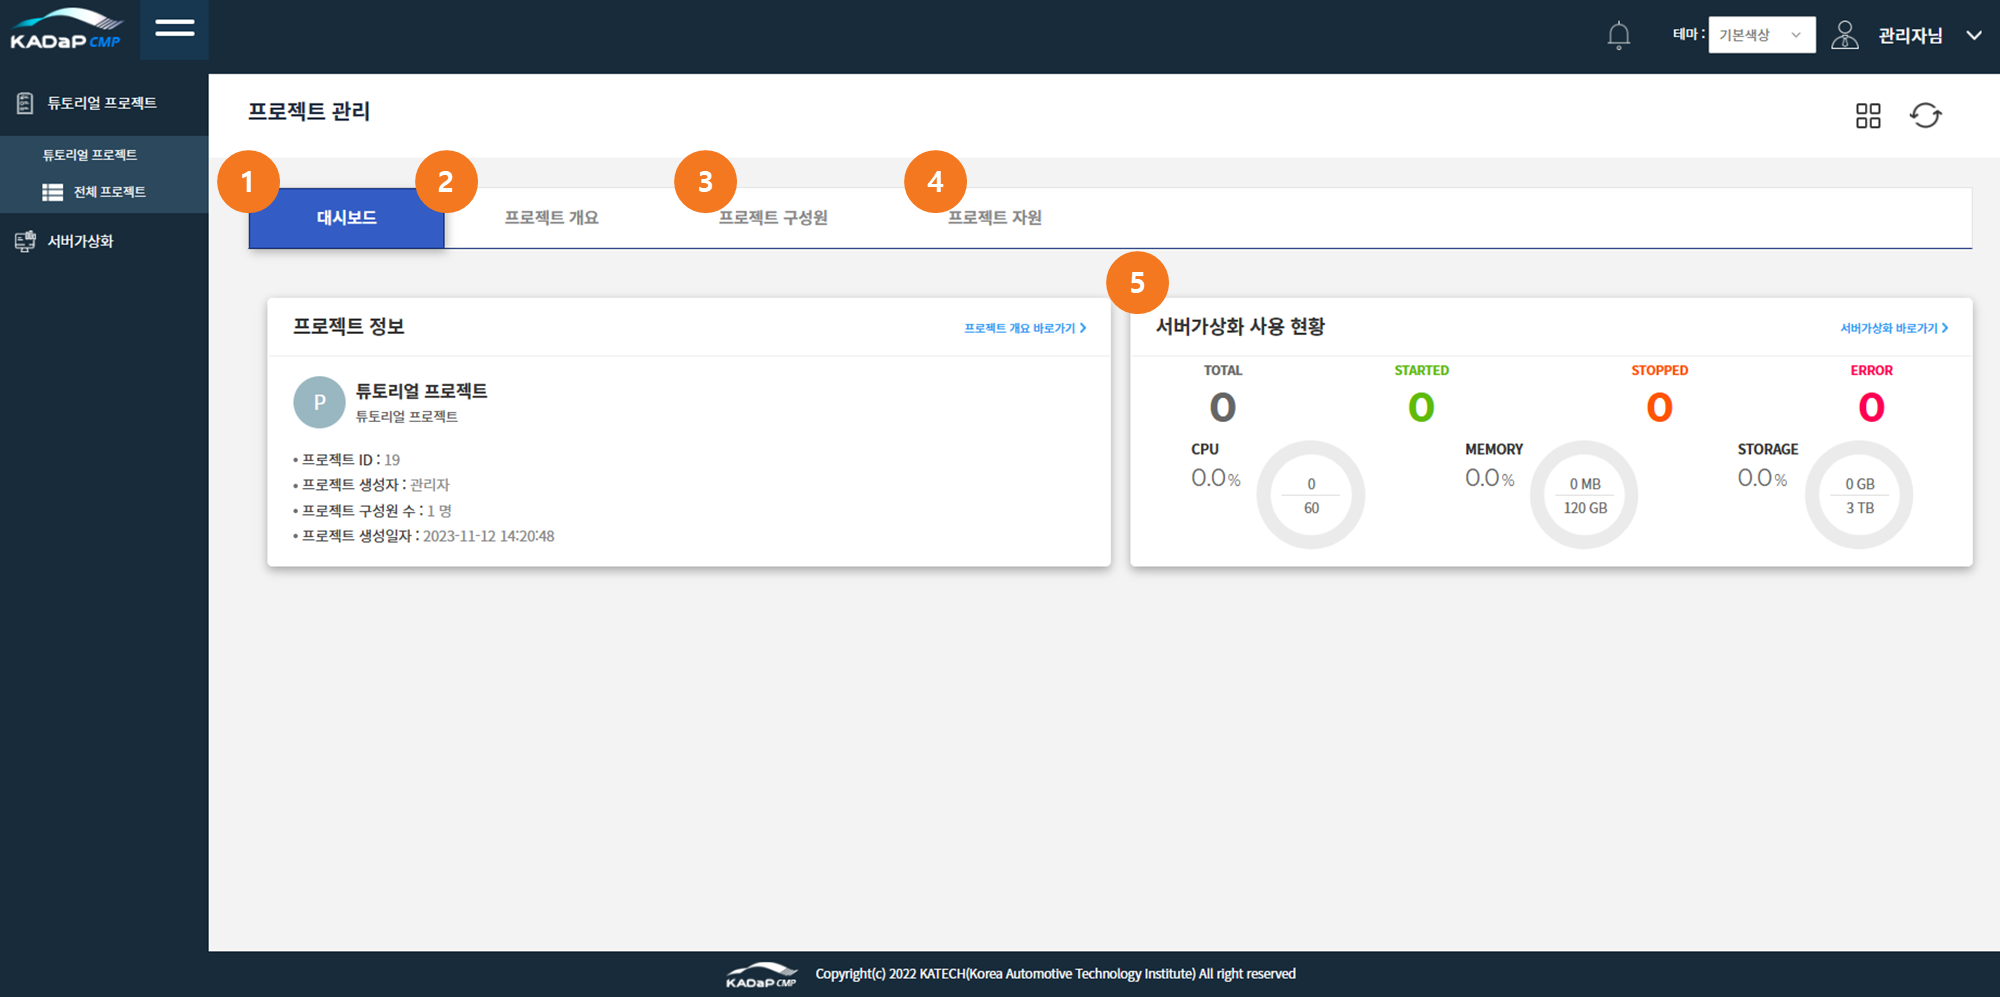 KADaP CMP
테마 : 기본색상
관리자님
튜토리얼 프로젝트
튜토리얼 프로젝트
전체 프로젝트
서버가상화
프로젝트 관리
1
2
3
4
대시보드
프로젝트 개요
프로젝트 구성원
프로젝트 자원
프로젝트 정보
프로젝트 개요 바로가기
P
튜토리얼 프로젝트
튜토리얼 프로젝트
• 프로젝트 ID : 19
• 프로젝트 생성자 : 관리자
• 프로젝트 구성원 수 : 1 명
• 프로젝트 생성일자 : 2023-11-12 14:20:48
5
서버가상화 사용 현황
서버가상화 바로가기
TOTAL
0
STARTED
0
STOPPED
0
ERROR
0
CPU
0.0%
0
60
MEMORY
0.0%
0 MB
120 GB
STORAGE
0.0%
0 GB
3 TB
KADaP CMP
Copyright(c) 2022 KATECH(Korea Automotive Technology Institute) All right reserved